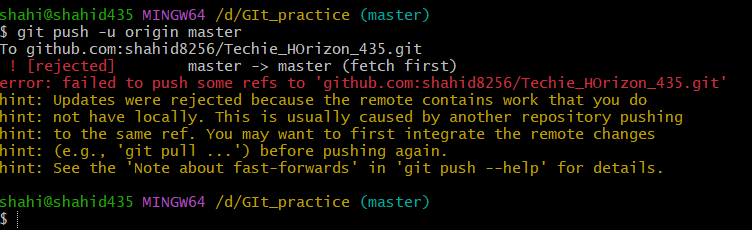 shahi@shahid435 MINGW64 /d/GIt_practice (master)
$ git push -u origin master
To github.com:shahid8256/Techie_HOrizon_435.git
 ! [rejected]        master -> master (fetch first)
error: failed to push some refs to 'github.com:shahid8256/Techie_HOrizon_435.git'
hint: Updates were rejected because the remote contains work that you do
hint: not have locally. This is usually caused by another repository pushing
hint: to the same ref. You may want to first integrate the remote changes
hint: (e.g., 'git pull ...') before pushing again.
hint: See the 'Note about fast-forwards' in 'git push --help' for details.
shahi@shahid435 MINGW64 /d/GIt_practice (master)
$